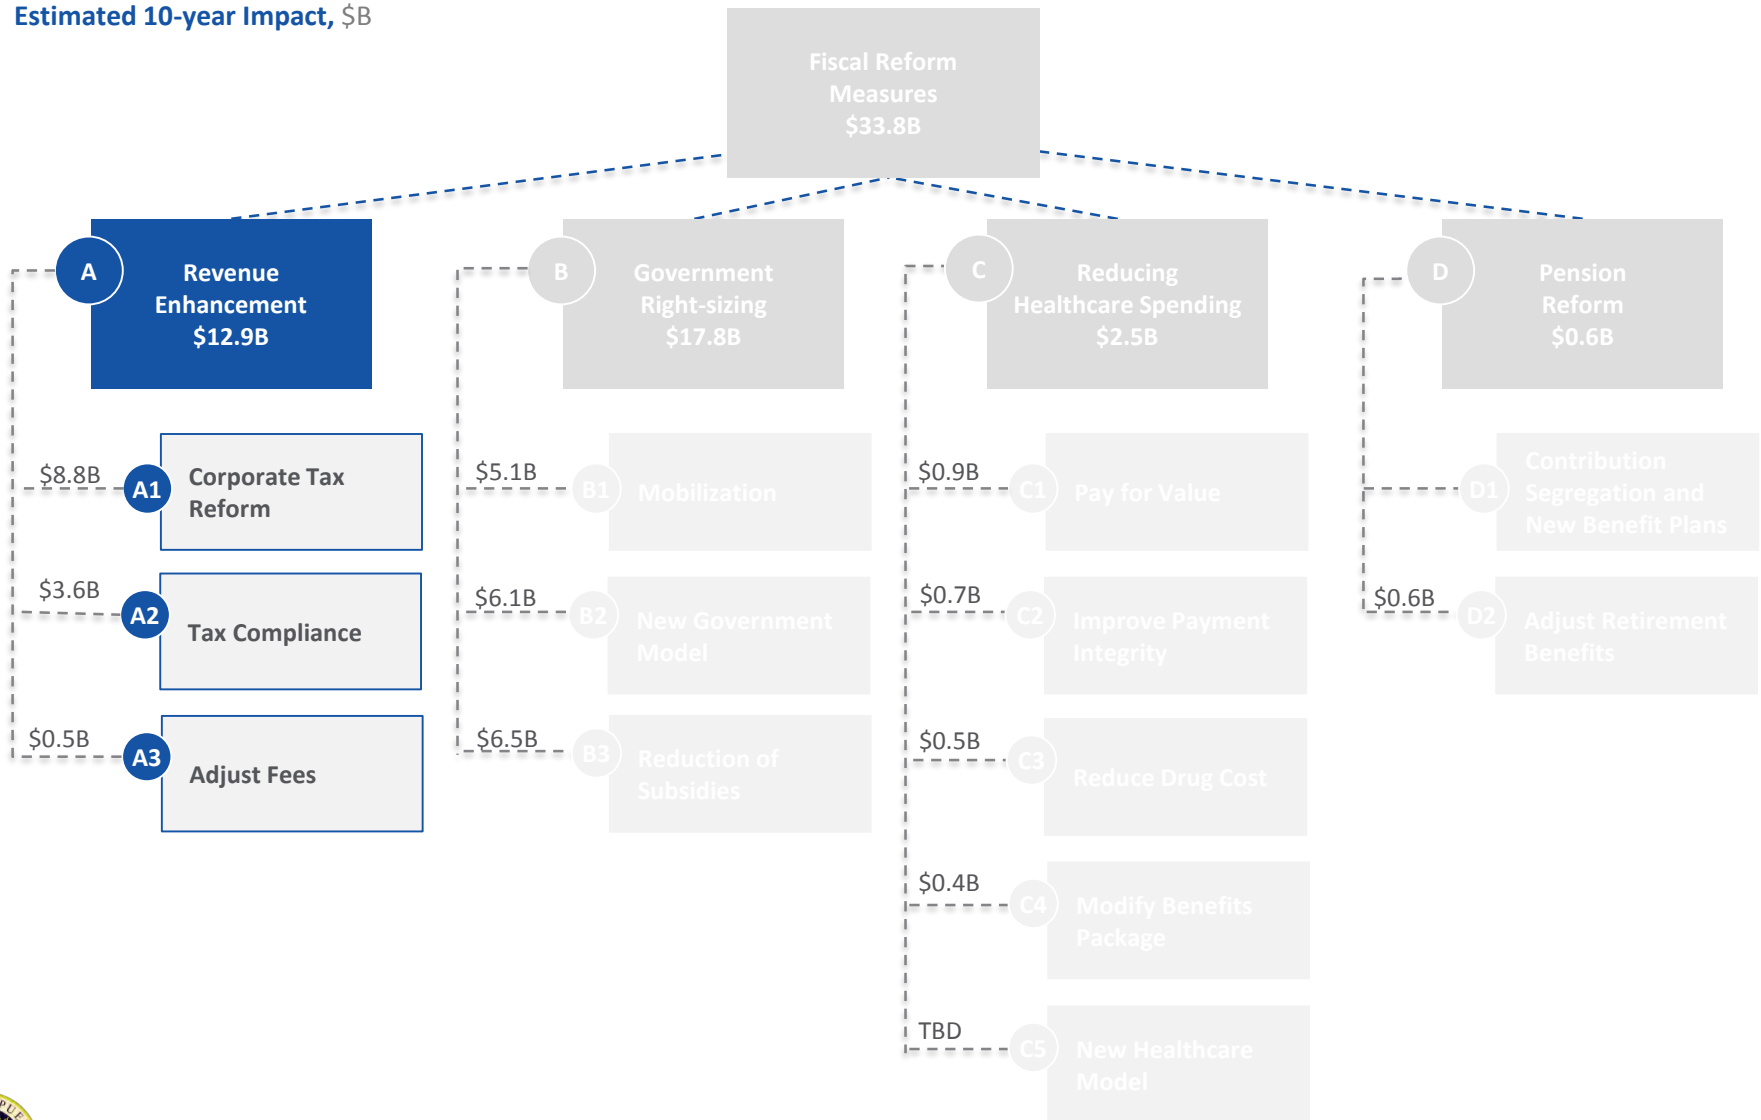 Estimated 10-year Impact, $B
Fiscal Reform
Measures
$33.8B
A
Revenue
Enhancement
$12.9B
$8.8B
A1
Corporate Tax
Reform
$3.6B
A2
Tax Compliance
$0.5B
A3
Adjust Fees
B
Government
Right-sizing
$17.8B
$5.1B
B1
Mobilization
$6.1B
B2
New Government
Model
$6.5B
B3
Reduction of
Subsidies
C
Reducing
Healthcare Spending
$2.5B
$0.9B
C1
Pay for Value
$0.7B
C2
Improve Payment
Integrity
$0.5B
C3
Reduce Drug Cost
$0.4B
C4
Modify Benefits
Package
TBD
C5
New Healthcare
Model
D
Pension
Reform
$0.6B
D1
Contribution
Segregation and
New Benefit Plans
$0.6B
D2
Adjust Retirement
Benefits